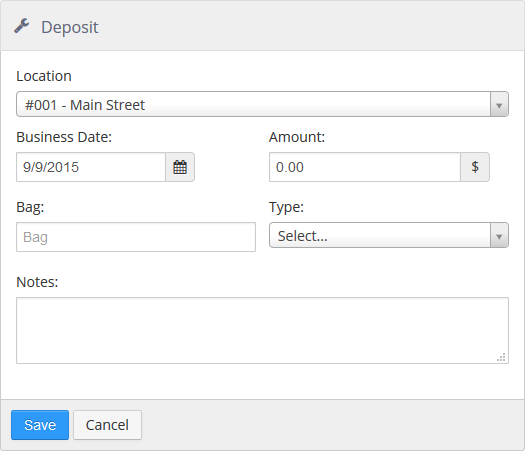 Deposit
Location
#001 - Main Street
Business Date:
Amount:
9/9/2015
0.00
$
Bag:
Type:
Bag
Select...
Notes:
Save
Cancel